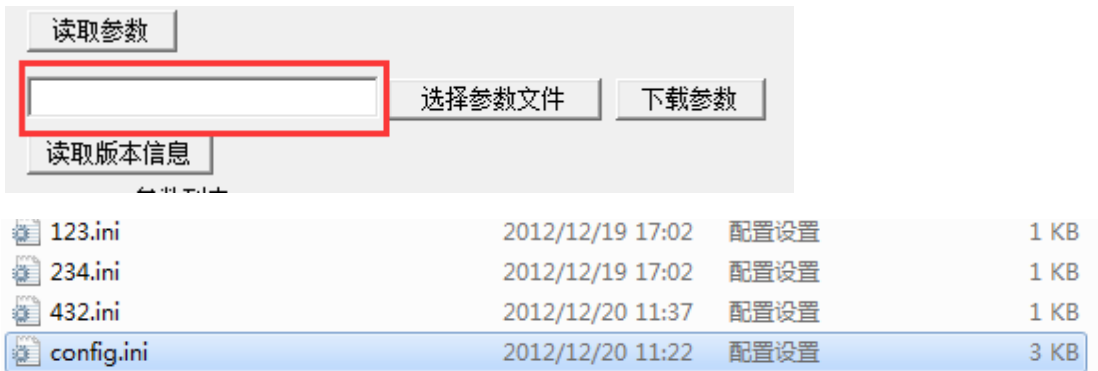 读取参数
选择参数文件 下载参数
读取版本信息
123.ini 2012/12/19 17:02 配置设置 1 KB
234.ini 2012/12/19 17:02 配置设置 1 KB
432.ini 2012/12/20 11:37 配置设置 1 KB
config.ini 2012/12/20 11:22 配置设置 3 KB